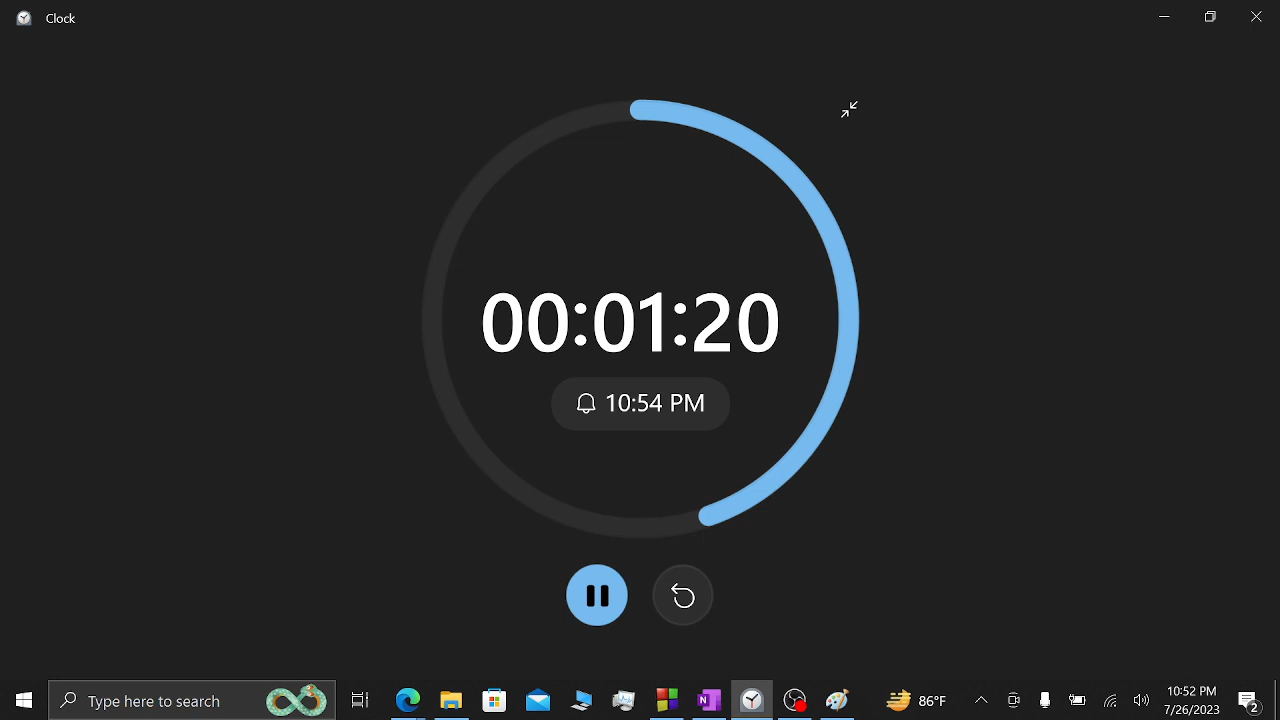 Clock
00:01:20
10:54 PM
Type here to search
86°F
10:52 PM
7/26/2023
2